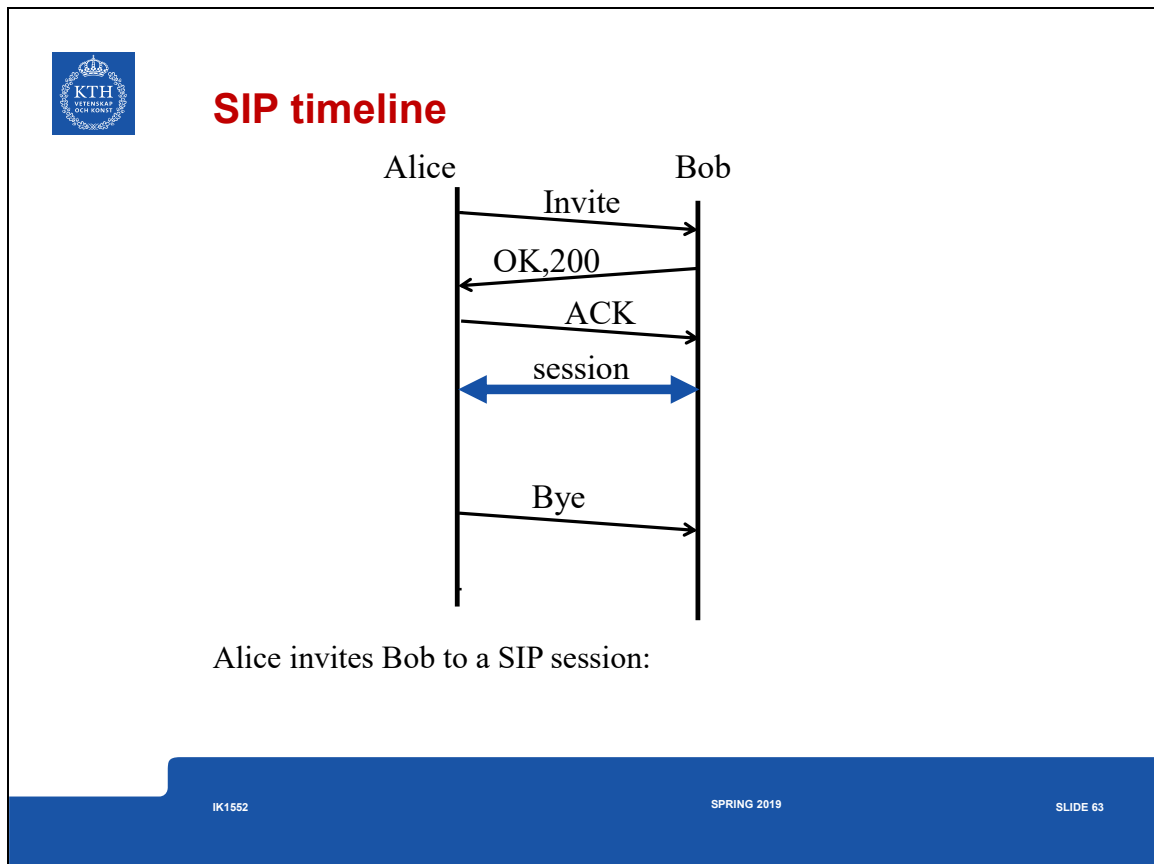 KTH
VETENSKAP
OCH KONST
SIP timeline
Alice
Bob
Invite
OK,200
ACK
session
Bye
Alice invites Bob to a SIP session:
IK1552
SPRING 2019
SLIDE 63